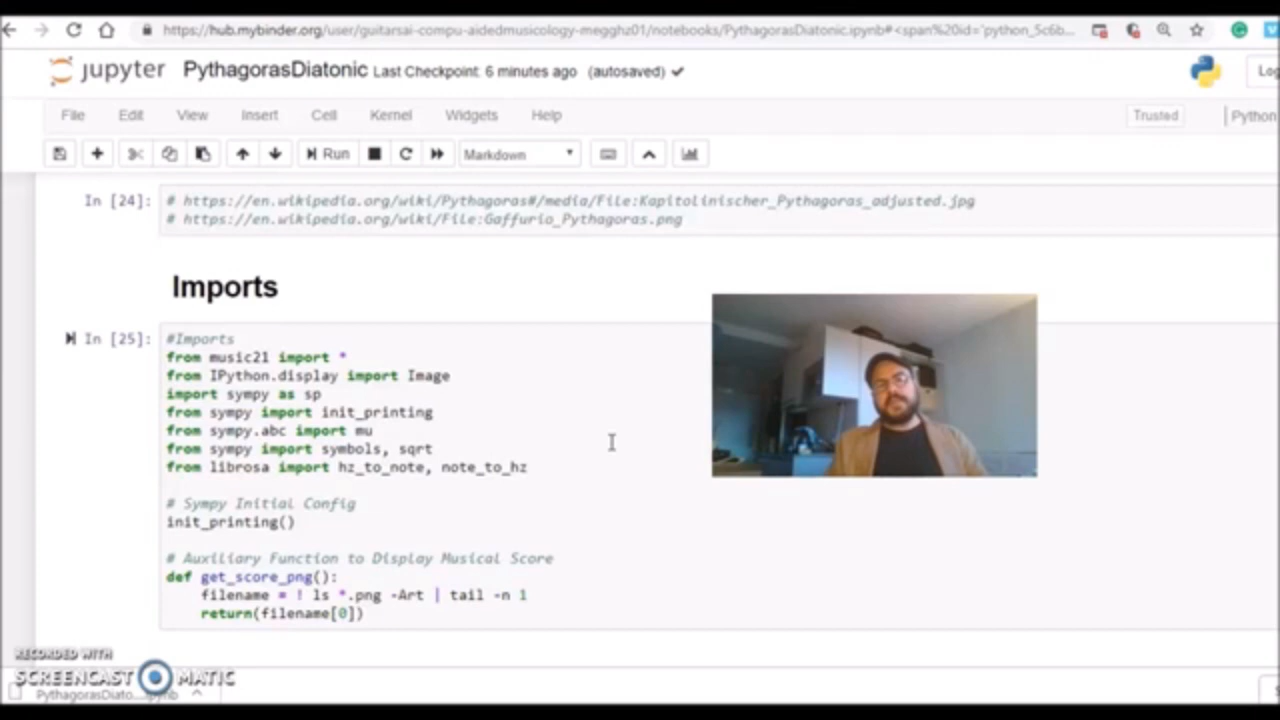 https://hub.mybinder.org/user/guitarai-compu-aidedmusiology-megghz01/notebooks/PythagorasDiatonic.ipynb#<span%20id='python_5c6b...
jupyter PythagorasDiatonic Last Checkpoint: 6 minutes ago (autosaved)
File Edit View Insert Cell Kernel Widgets Help Trusted Python
Run Markdown
In [24]: # https://en.wikipedia.org/wiki/Pythagoras#/media/File:Kapitolinischer_Pythagoras_adjusted.jpg
# https://en.wikipedia.org/wiki/File:Gaffurio_Pythagoras.png
Imports
In [25]: #Imports
from music21 import *
from IPython.display import Image
import sympy as sp
from sympy import init_printing
from sympy.abc import mu
from sympy import symbols, sqrt
from librosa import hz_to_note, note_to_hz
# Sympy Initial Config
init_printing()
# Auxiliary Function to Display Musical Score
def get_score_png():
filename = ! ls *.png -Art | tail -n 1
return(filename[0])
RECORDED WITH
SCREENCAST MATIC
PythagorasDiato....ipynb